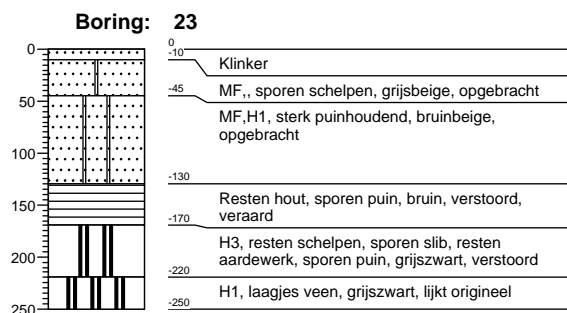 Boring: 23
0
50
100
150
200
250
0
-10
Klinker
-45
MF,, sporen schelpen, grijsbeige, opgebracht
MF,H1, sterk puinhoudend, bruinbeige,
opgebracht
-130
Resten hout, sporen puin, bruin, verstoord,
veraard
-170
H3, resten schelpen, sporen slib, resten
aardewerk, sporen puin, grijszwart, verstoord
-220
H1, laagjes veen, grijszwart, lijkt origineel
-250